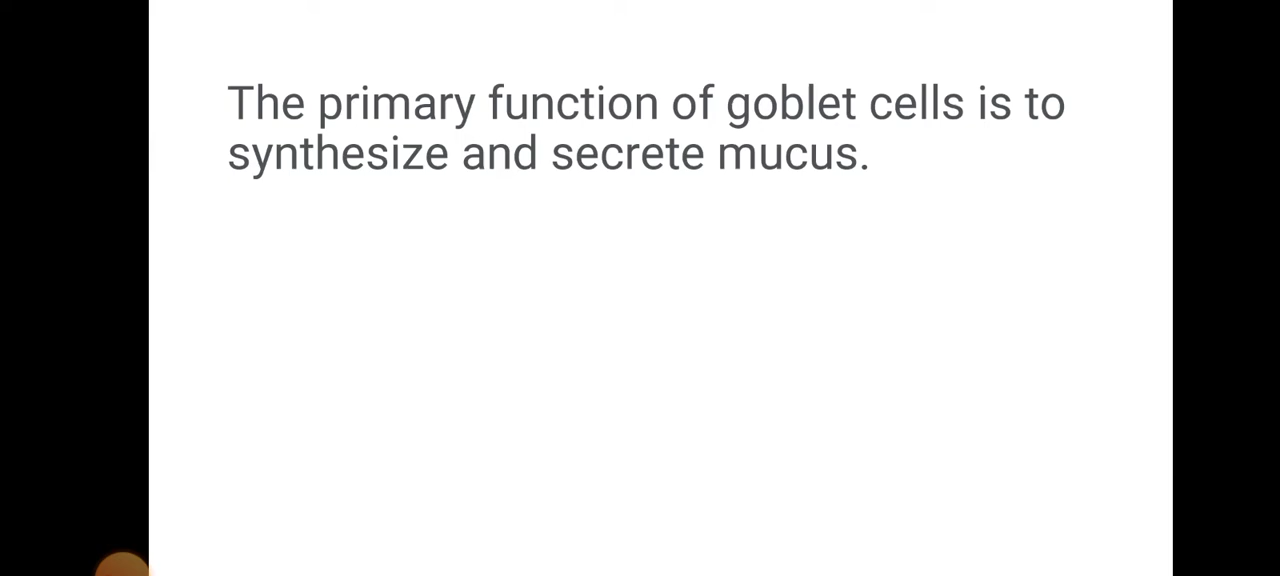 The primary function of goblet cells is to
synthesize and secrete mucus.